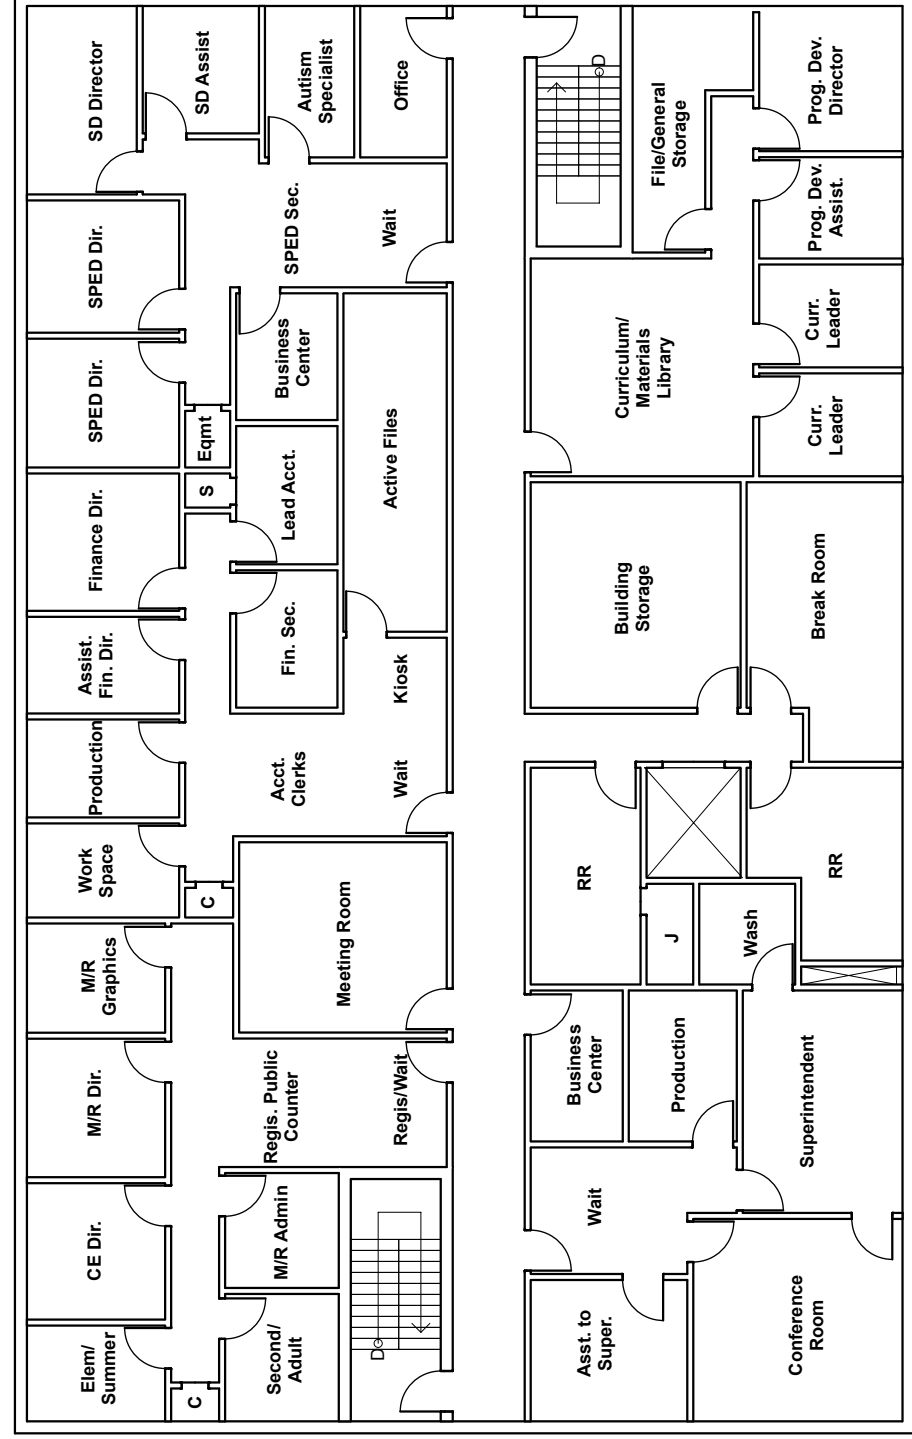 SD Director
SD Assist
Autism
Specialist
Office
SPED Dir.
SPED Sec.
Wait
SPED Dir.
Eqmt
Business
Center
Active Files
Finance Dir.
S
Lead Acct.
Assist.
Fin. Dir.
Fin. Sec.
Kiosk
Production
Acct.
Clerks
Wait
Work
Space
C
M/R
Graphics
Meeting Room
M/R Dir.
Regis. Public
Counter
Regis/Wait
CE Dir.
M/R Admin
Elem/
Summer
C
Second/
Adult
D
D
File/General
Storage
Prog. Dev.
Director
Prog. Dev.
Assist.
Curriculum/
Materials
Library
Curr.
Leader
Curr.
Leader
Building
Storage
Break Room
RR
RR
J
Wash
Business
Center
Production
Superintendent
Wait
Asst. to
Super.
Conference
Room